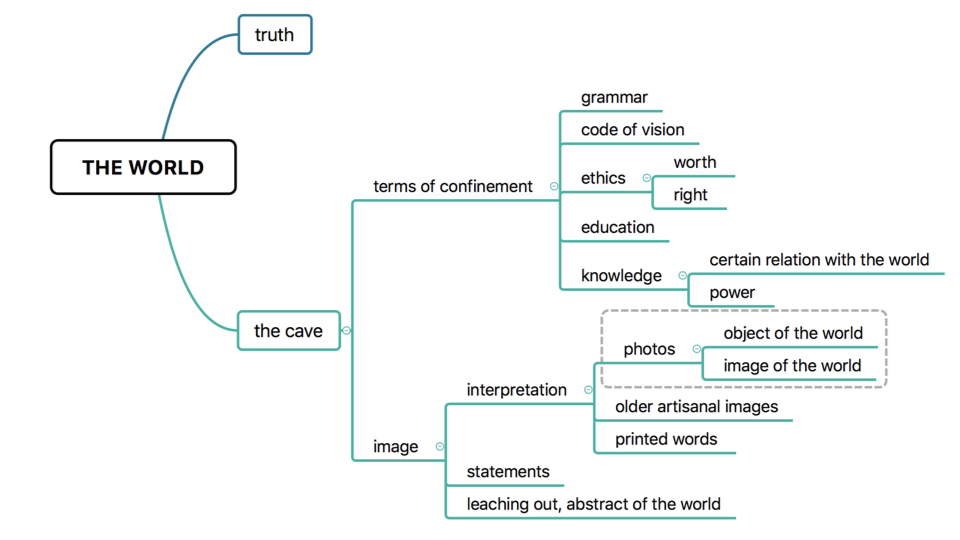 truth
THE WORLD
the cave
terms of confinement
grammar
code of vision
ethics
worth
right
education
knowledge
certain relation with the world
power
image
interpretation
photos
object of the world
image of the world
older artisanal images
printed words
statements
leaching out, abstract of the world